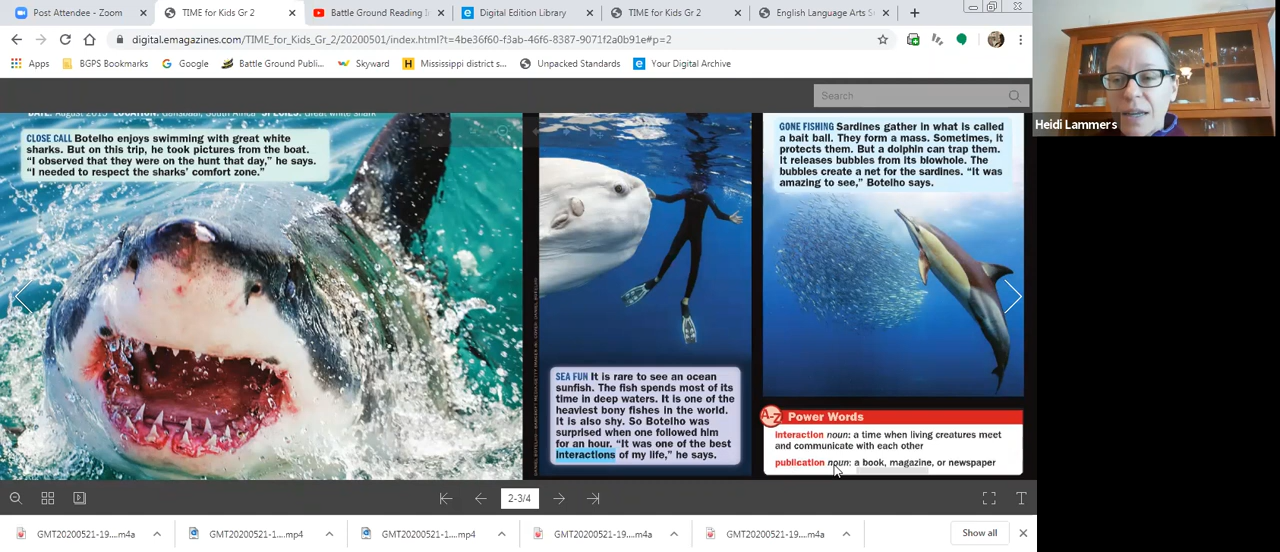 Post Attendee - Zoom
TIME for Kids Gr 2
Battle Ground Reading I
Digital Edition Library
TIME for Kids Gr 2
English Language Arts S
digital.emagazines.com/TIME_for_Kids_Gr_2/20200501/index.html?t=4be36f60-f3ab-46f6-8387-9071f2a0b91e#p=2
Apps
BGPS Bookmarks
Google
Battle Ground Publi...
Skyward
Mississippi district s...
Unpacked Standards
Your Digital Archive
Search
Heidi Lammers
DATE: August 2015 LOCATION: Gansbaai, South Africa SPECIES: Great white shark
CLOSE CALL Botelho enjoys swimming with great white
sharks. But on this trip, he took pictures from the boat.
“I observed that they were on the hunt that day,” he says.
“I needed to respect the sharks’ comfort zone.”
SEA FUN It is rare to see an ocean
sunfish. The fish spends most of its
time in deep waters. It is one of the
heaviest bony fishes in the world.
It is also shy. So Botelho was
surprised when one followed him
for an hour. “It was one of the best
interactions of my life,” he says.
GONE FISHING Sardines gather in what is called
a bait ball. They form a mass. Sometimes, it
protects them. But a dolphin can trap them.
It releases bubbles from its blowhole. The
bubbles create a net for the sardines. “It was
amazing to see,” Botelho says.
A-Z Power Words
interaction noun: a time when living creatures meet
and communicate with each other
publication noun: a book, magazine, or newspaper
2-3/4
T
GMT20200521-19....m4a
GMT20200521-1....mp4
GMT20200521-1....mp4
GMT20200521-19....m4a
GMT20200521-19....m4a
Show all